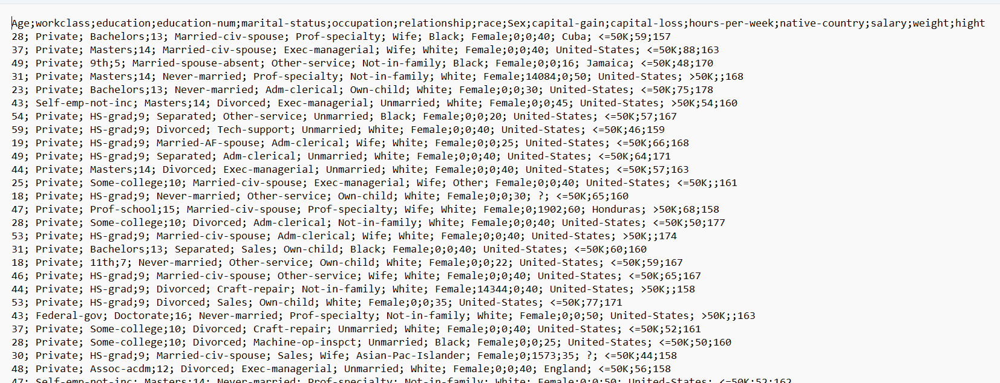 Age;workclass;education;education-num;marital-status;occupation;relationship;race;Sex;capital-gain;capital-loss;hours-per-week;native-country;salary;weight;hight
28; Private; Bachelors;13; Married-civ-spouse; Prof-specialty; Wife; Black; Female;0;0;40; Cuba; <=50K;59;157
37; Private; Masters;14; Married-civ-spouse; Exec-managerial; Wife; White; Female;0;0;40; United-States; <=50K;88;163
49; Private; 9th;5; Married-spouse-absent; Other-service; Not-in-family; Black; Female;0;0;16; Jamaica; <=50K;48;170
31; Private; Masters;14; Never-married; Prof-specialty; Not-in-family; White; Female;14084;0;50; United-States; >50K;;168
23; Private; Bachelors;13; Never-married; Adm-clerical; Own-child; White; Female;0;0;30; United-States; <=50K;75;178
43; Self-emp-not-inc; Masters;14; Divorced; Exec-managerial; Unmarried; White; Female;0;0;45; United-States; >50K;54;160
54; Private; HS-grad;9; Separated; Other-service; Unmarried; Black; Female;0;0;20; United-States; <=50K;57;167
59; Private; HS-grad;9; Divorced; Tech-support; Unmarried; White; Female;0;0;40; United-States; <=50K;46;159
19; Private; HS-grad;9; Married-AF-spouse; Adm-clerical; Wife; White; Female;0;0;25; United-States; <=50K;66;168
49; Private; HS-grad;9; Separated; Adm-clerical; Unmarried; White; Female;0;0;40; United-States; <=50K;64;171
44; Private; Masters;14; Divorced; Exec-managerial; Unmarried; White; Female;0;0;40; United-States; <=50K;57;163
25; Private; Some-college;10; Married-civ-spouse; Exec-managerial; Wife; Other; Female;0;0;40; United-States; <=50K;;161
18; Private; HS-grad;9; Never-married; Other-service; Own-child; White; Female;0;0;30; ?; <=50K;65;160
47; Private; Prof-school;15; Married-civ-spouse; Prof-specialty; Wife; White; Female;0;1902;60; Honduras; >50K;68;158
28; Private; Some-college;10; Divorced; Adm-clerical; Not-in-family; White; Female;0;0;40; United-States; <=50K;50;177
53; Private; HS-grad;9; Married-civ-spouse; Adm-clerical; Wife; White; Female;0;0;40; United-States; >50K;;174
31; Private; Bachelors;13; Separated; Sales; Own-child; Black; Female;0;0;40; United-States; <=50K;60;160
18; Private; 11th;7; Never-married; Other-service; Own-child; White; Female;0;0;22; United-States; <=50K;59;167
46; Private; HS-grad;9; Married-civ-spouse; Other-service; Wife; White; Female;0;0;40; United-States; <=50K;65;167
44; Private; HS-grad;9; Divorced; Craft-repair; Not-in-family; White; Female;14344;0;40; United-States; >50K;;158
53; Private; HS-grad;9; Divorced; Sales; Own-child; White; Female;0;0;35; United-States; <=50K;77;171
43; Federal-gov; Doctorate;16; Never-married; Prof-specialty; Not-in-family; White; Female;0;0;50; United-States; >50K;;163
37; Private; Some-college;10; Divorced; Craft-repair; Unmarried; White; Female;0;0;40; United-States; <=50K;52;161
28; Private; Some-college;10; Divorced; Machine-op-inspct; Unmarried; Black; Female;0;0;25; United-States; <=50K;50;160
30; Private; HS-grad;9; Married-civ-spouse; Sales; Wife; Asian-Pac-Islander; Female;0;1573;35; ?; <=50K;44;158
48; Private; Assoc-acdm;12; Divorced; Exec-managerial; Unmarried; White; Female;0;0;40; England; <=50K;56;158
47; Self-emp-not-inc; Masters;14; Never-married; Prof-specialty; Not-in-family; White; Female;0;0;50; United-States; <=50K;52;162